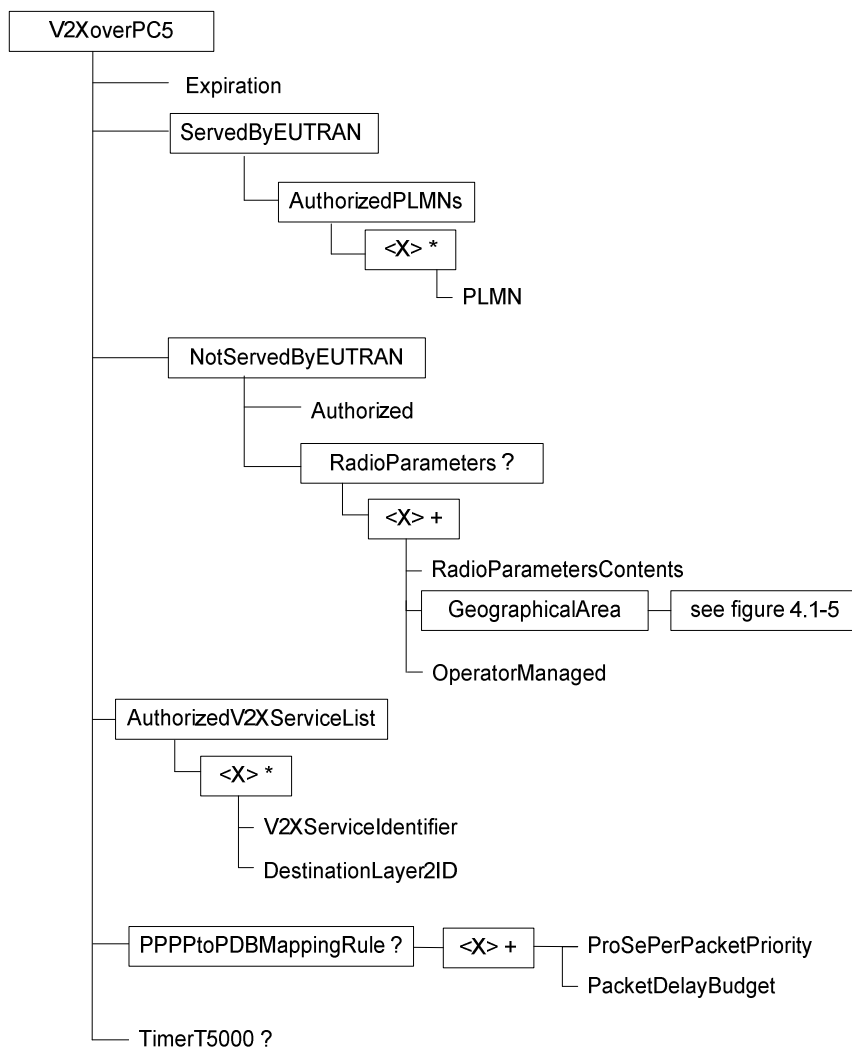 V2XoverPC5
Expiration
ServedByEUTRAN
AuthorizedPLMNs
<X> *
PLMN
NotServedByEUTRAN
Authorized
RadioParameters ?
<X> +
RadioParametersContents
GeographicalArea
see figure 4.1-5
OperatorManaged
AuthorizedV2XServiceList
<X> *
V2XServiceIdentifier
DestinationLayer2ID
PPPPtoPDBMappingRule ?
<X> +
ProSePerPacketPriority
PacketDelayBudget
TimerT5000 ?